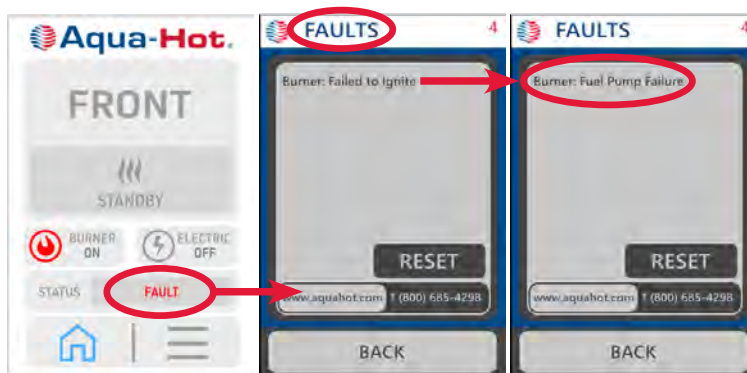 Aqua-Hot.
FRONT
STANDBY
BURNER ON
ELECTRIC OFF
STATUS
FAULT
FAULTS
4
Burner: Failed to Ignite
RESET
www.aquahot.com
T (800) 685-4298
BACK
FAULTS
4
Burner: Fuel Pump Failure
RESET
www.aquahot.com
T (800) 685-4298
BACK